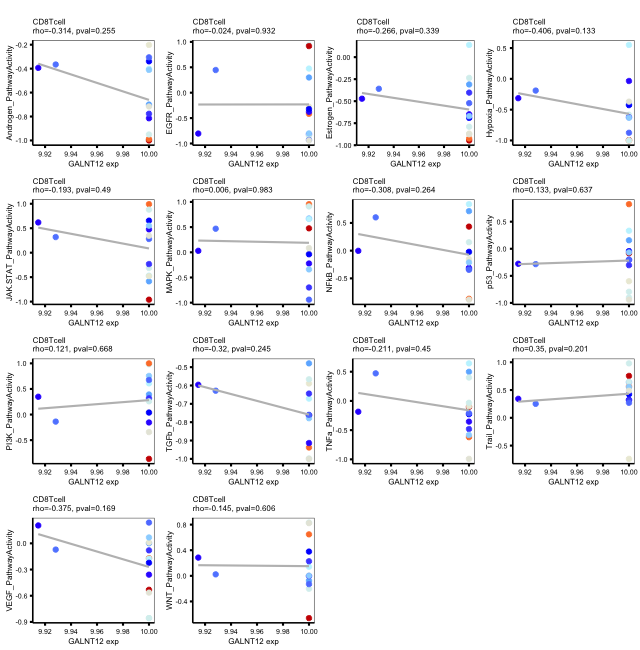 CD8Tcell
rho=-0.314, pval=0.255
Androgen_PathwayActivity
-0.2
-0.4
-0.6
-0.8
-1.0
9.92 9.94 9.96 9.98 10.00
GALNT12 exp
CD8Tcell
rho=-0.024, pval=0.932
EGFR_PathwayActivity
1.0
0.5
0.0
-0.5
-1.0
9.92 9.94 9.96 9.98 10.00
GALNT12 exp
CD8Tcell
rho=-0.266, pval=0.339
Estrogen_PathwayActivity
0.00
-0.25
-0.50
-0.75
-1.00
9.92 9.94 9.96 9.98 10.00
GALNT12 exp
CD8Tcell
rho=-0.406, pval=0.133
Hypoxia_PathwayActivity
0.5
0.0
-0.5
-1.0
9.92 9.94 9.96 9.98 10.00
GALNT12 exp
CD8Tcell
rho=-0.193, pval=0.49
JAK.STAT_PathwayActivity
1.0
0.5
0.0
-0.5
-1.0
9.92 9.94 9.96 9.98 10.00
GALNT12 exp
CD8Tcell
rho=0.006, pval=0.983
MAPK_PathwayActivity
1.0
0.5
0.0
-0.5
-1.0
9.92 9.94 9.96 9.98 10.00
GALNT12 exp
CD8Tcell
rho=-0.308, pval=0.264
NFkB_PathwayActivity
0.5
0.0
-0.5
9.92 9.94 9.96 9.98 10.00
GALNT12 exp
CD8Tcell
rho=0.133, pval=0.637
p53_PathwayActivity
1.0
0.5
0.0
-0.5
-1.0
9.92 9.94 9.96 9.98 10.00
GALNT12 exp
CD8Tcell
rho=0.121, pval=0.668
PI3K_PathwayActivity
1.0
0.5
0.0
-0.5
9.92 9.94 9.96 9.98 10.00
GALNT12 exp
CD8Tcell
rho=-0.32, pval=0.245
TGFb_PathwayActivity
-0.5
-0.6
-0.7
-0.8
-0.9
-1.0
9.92 9.94 9.96 9.98 10.00
GALNT12 exp
CD8Tcell
rho=-0.211, pval=0.45
TNFa_PathwayActivity
0.5
0.0
-0.5
-1.0
9.92 9.94 9.96 9.98 10.00
GALNT12 exp
CD8Tcell
rho=0.35, pval=0.201
Trail_PathwayActivity
1.0
0.5
0.0
-0.5
9.92 9.94 9.96 9.98 10.00
GALNT12 exp
CD8Tcell
rho=-0.375, pval=0.169
VEGF_PathwayActivity
0.0
-0.3
-0.6
-0.9
9.92 9.94 9.96 9.98 10.00
GALNT12 exp
CD8Tcell
rho=-0.145, pval=0.606
WNT_PathwayActivity
0.8
0.4
0.0
-0.4
9.92 9.94 9.96 9.98 10.00
GALNT12 exp